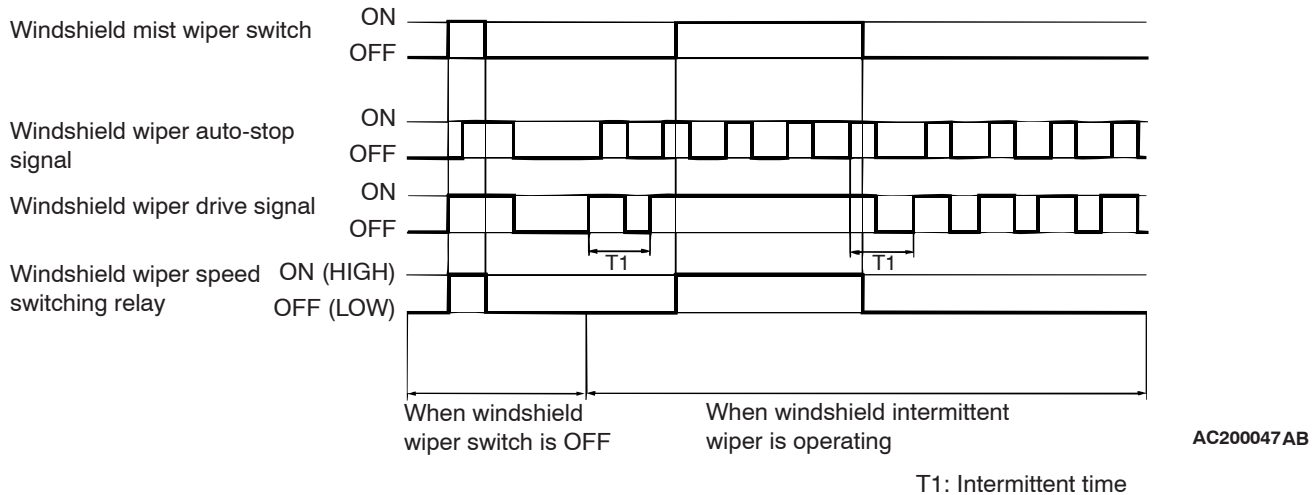 Windshield mist wiper switch
ON
OFF
Windshield wiper auto-stop
signal
ON
OFF
Windshield wiper drive signal
ON
OFF
T1
T1
Windshield wiper speed
switching relay
ON (HIGH)
OFF (LOW)
When windshield
wiper switch is OFF
When windshield intermittent
wiper is operating
AC200047AB
T1: Intermittent time